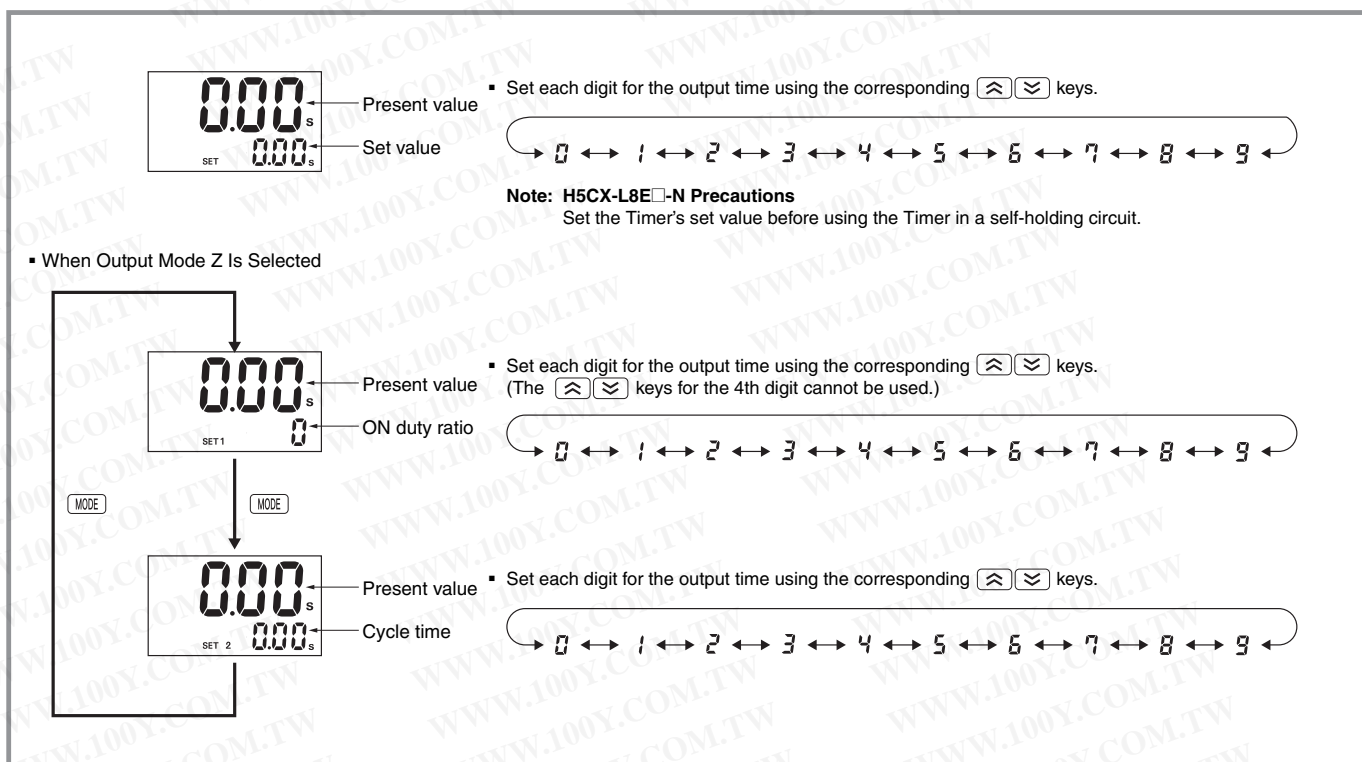 0.00 s
Present value
SET 0.00 s
Set value
▪ Set each digit for the output time using the corresponding keys.
0 1 2 3 4 5 6 7 8 9
Note: H5CX-L8E□-N Precautions
Set the Timer's set value before using the Timer in a self-holding circuit.
▪ When Output Mode Z Is Selected
0.00 s
Present value
SET 1 0
ON duty ratio
▪ Set each digit for the output time using the corresponding keys.
(The keys for the 4th digit cannot be used.)
0 1 2 3 4 5 6 7 8 9
MODE
MODE
0.00 s
Present value
SET 2 0.00 s
Cycle time
▪ Set each digit for the output time using the corresponding keys.
0 1 2 3 4 5 6 7 8 9
WWW.100Y.COM.TW